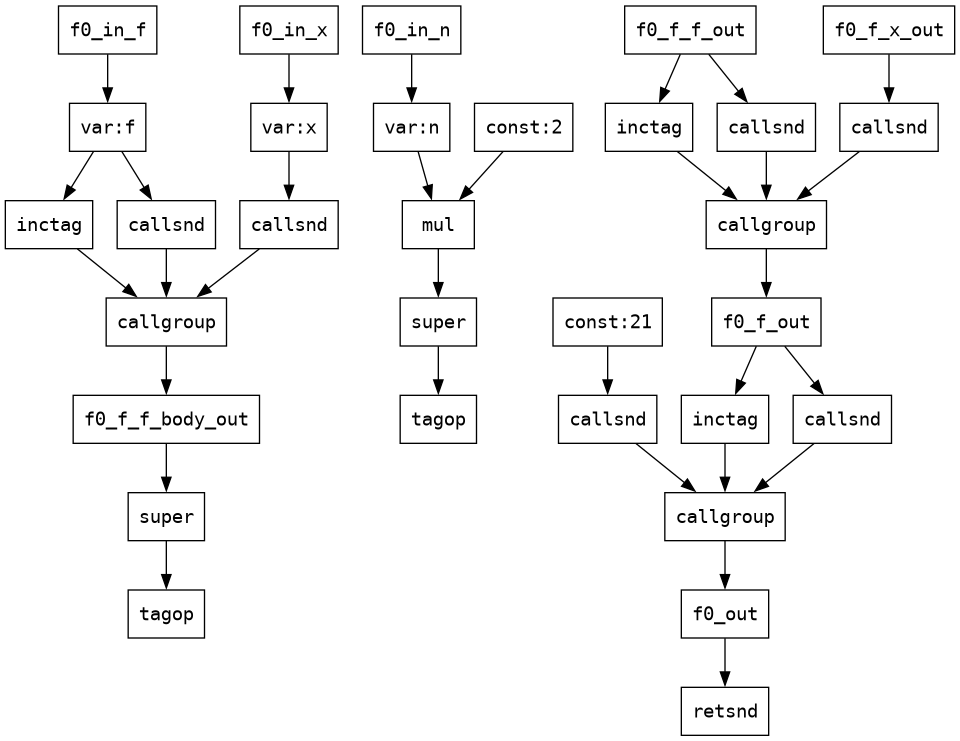 f0_in_f
f0_in_x
f0_in_n
f0_f_f_out
f0_f_x_out
var:f
var:x
var:n
const:2
inctag
callsnd
callsnd
inctag
callsnd
callsnd
mul
callgroup
callgroup
super
const:21
f0_f_out
f0_f_f_body_out
tagop
callsnd
inctag
callsnd
super
callgroup
tagop
f0_out
retsnd